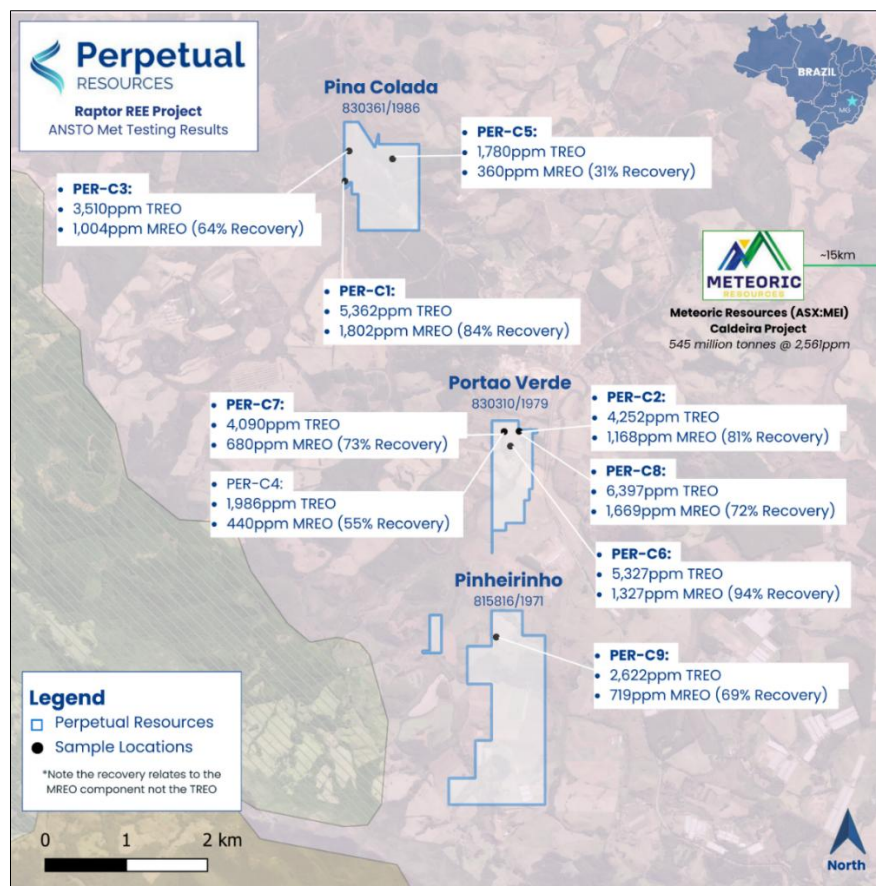 Perpetual
RESOURCES
Raptor REE Project
ANSTO Met Testing Results
BRAZIL
MG
Pina Colada
830361/1986
• PER-C5:
• 1,780ppm TREO
• 360ppm MREO (31% Recovery)
• PER-C3:
• 3,510ppm TREO
• 1,004ppm MREO (64% Recovery)
• PER-C1:
• 5,362ppm TREO
• 1,802ppm MREO (84% Recovery)
METEORIC
RESOURCES
~15km
Meteoric Resources (ASX:MEI)
Caldeira Project
545 million tonnes @ 2,561ppm
Portao Verde
830310/1979
• PER-C7:
• 4,090ppm TREO
• 680ppm MREO (73% Recovery)
• PER-C2:
• 4,252ppm TREO
• 1,168ppm MREO (81% Recovery)
PER-C4:
• 1,986ppm TREO
• 440ppm MREO (55% Recovery)
PER-C8:
• 6,397ppm TREO
• 1,669ppm MREO (72% Recovery)
• PER-C6:
• 5,327ppm TREO
• 1,327ppm MREO (94% Recovery)
Pinheirinho
815816/1971
• PER-C9:
• 2,622ppm TREO
• 719ppm MREO (69% Recovery)
Legend
Perpetual Resources
Sample Locations
*Note the recovery relates to the
MREO component not the TREO
0 1 2 km
North